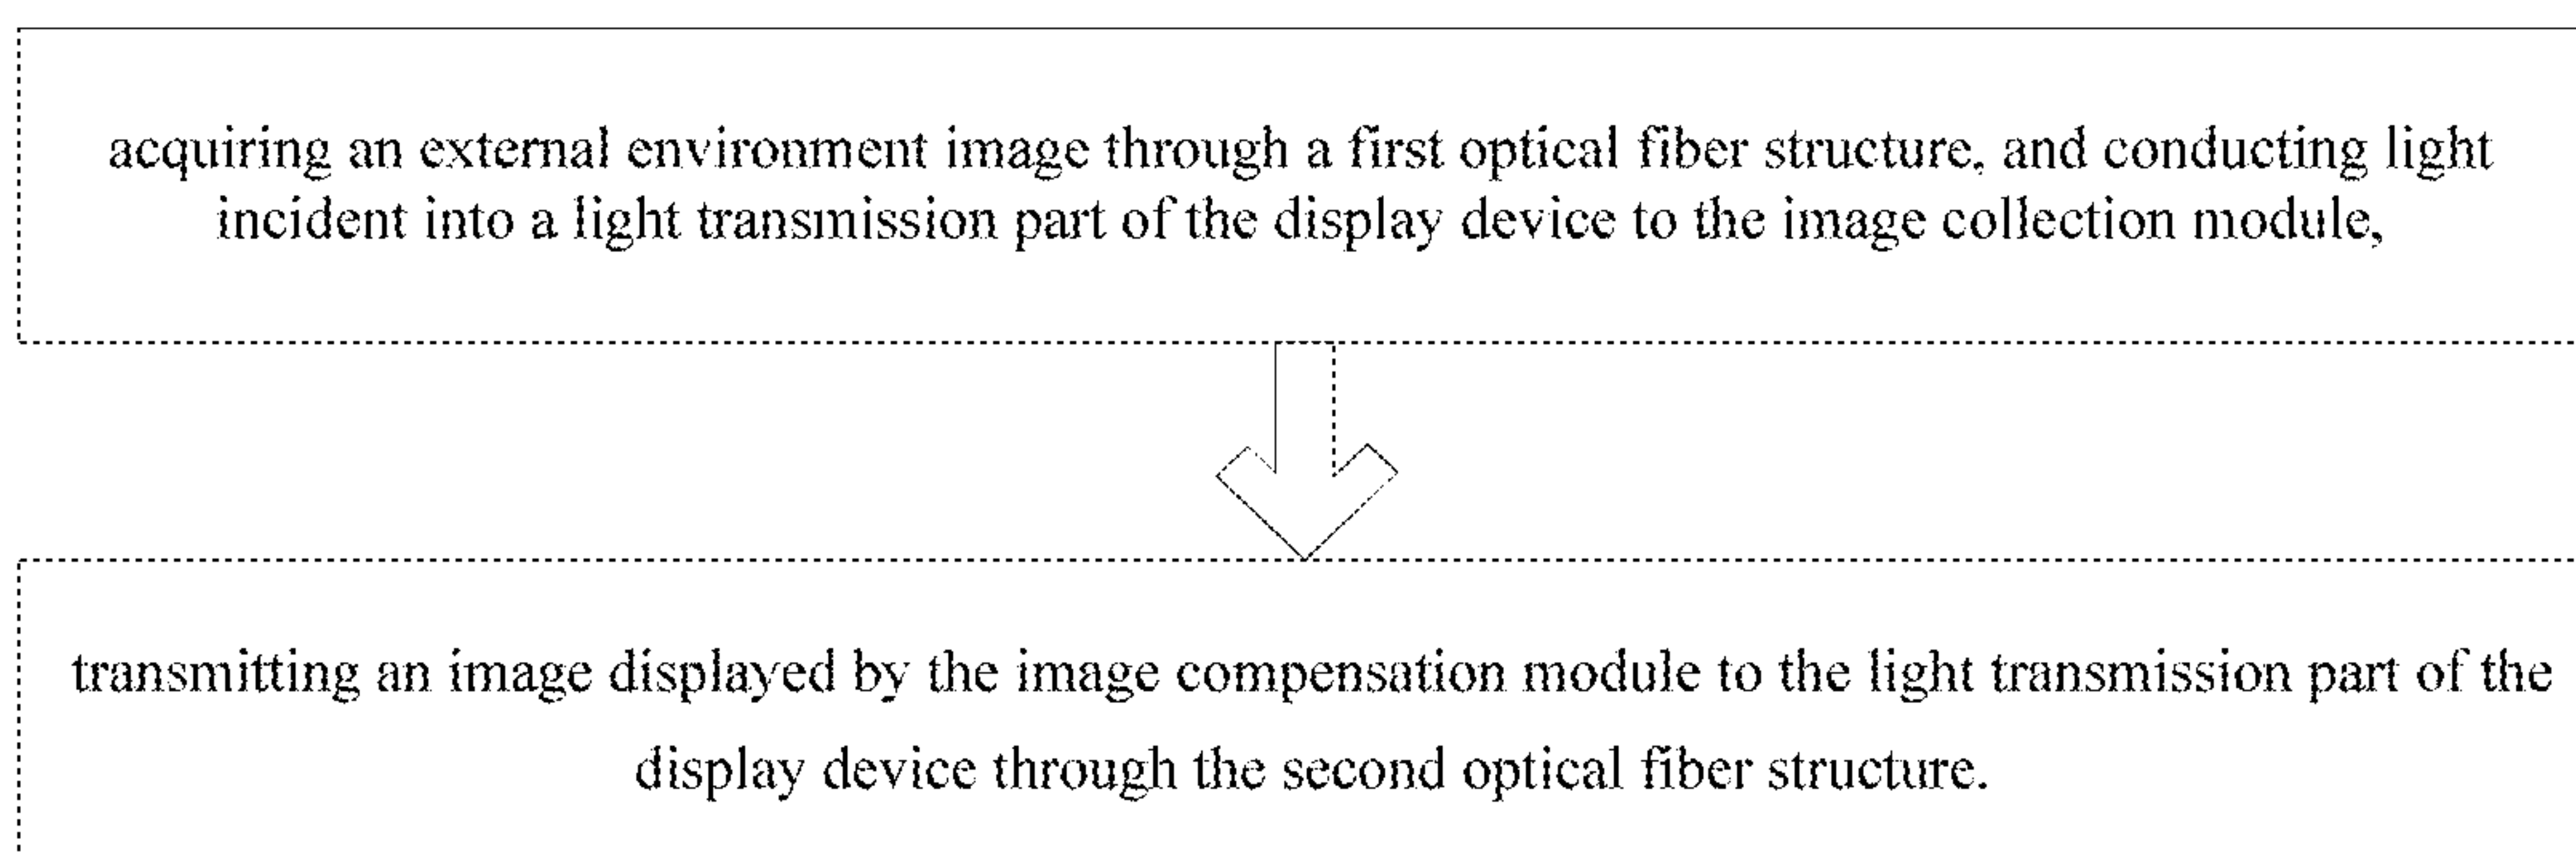 acquiring an external environment image through a first optical fiber structure, and conducting light
incident into a light transmission part of the display device to the image collection module,
transmitting an image displayed by the image compensation module to the light transmission part of the
display device through the second optical fiber structure.